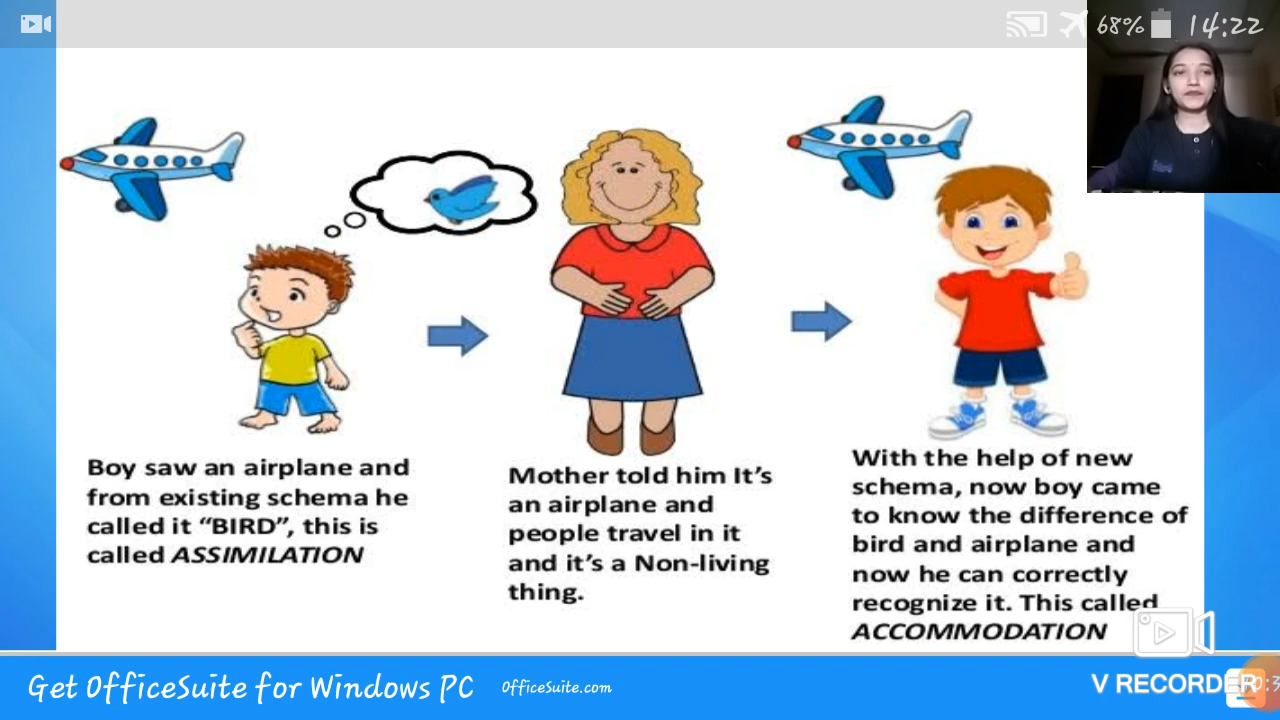 68% 14:22
Boy saw an airplane and
from existing schema he
called it “BIRD”, this is
called ASSIMILATION
Mother told him It’s
an airplane and
people travel in it
and it’s a Non-living
thing.
With the help of new
schema, now boy came
to know the difference of
bird and airplane and
now he can correctly
recognize it. This called
ACCOMMODATION
Get OfficeSuite for Windows PC OfficeSuite.com
V RECORDER